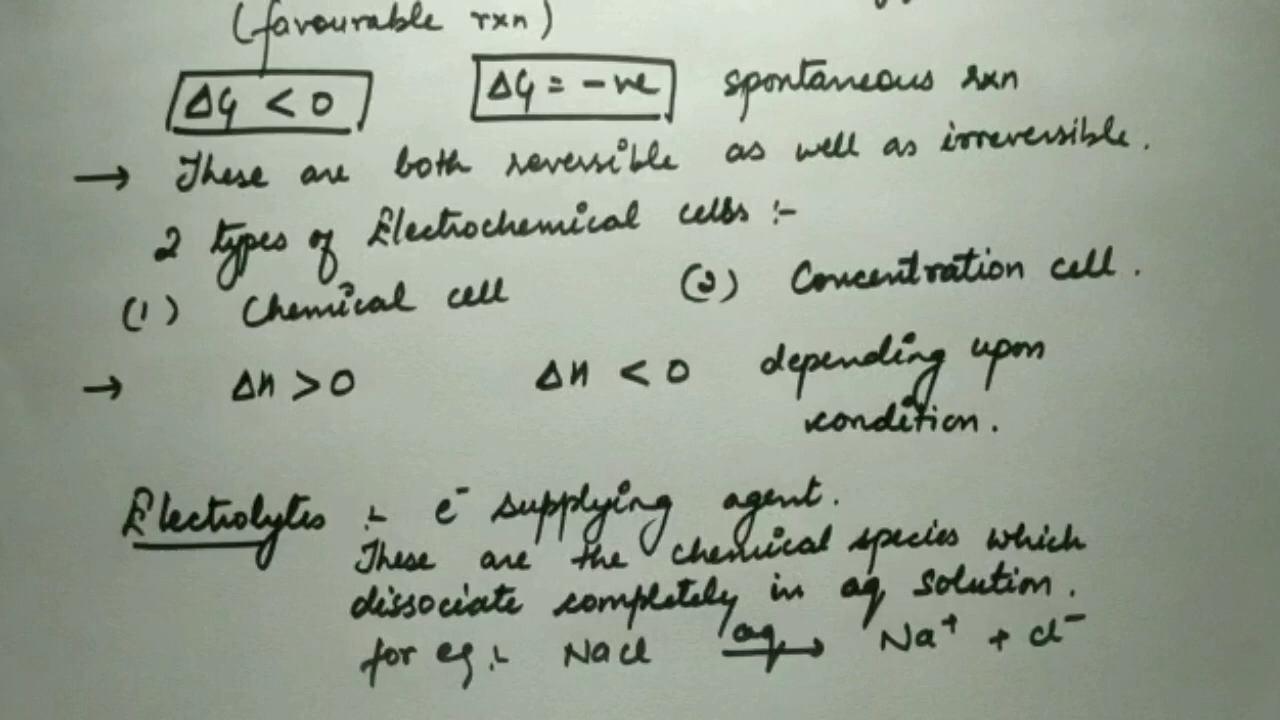 (favourable rxn)
ΔG < 0 ΔG = -ve spontaneous rxn
→ These are both reversible as well as irreversible.
2 types of Electrochemical cells :-
(1) Chemical cell (2) Concentration cell.
→ ΔH > 0 ΔH < 0 depending upon
condition.
Electrolytes :- e⁻ supplying agent.
These are the chemical species which
dissociate completely in aq solution.
for eg :- NaCl aq→ Na⁺ + Cl⁻